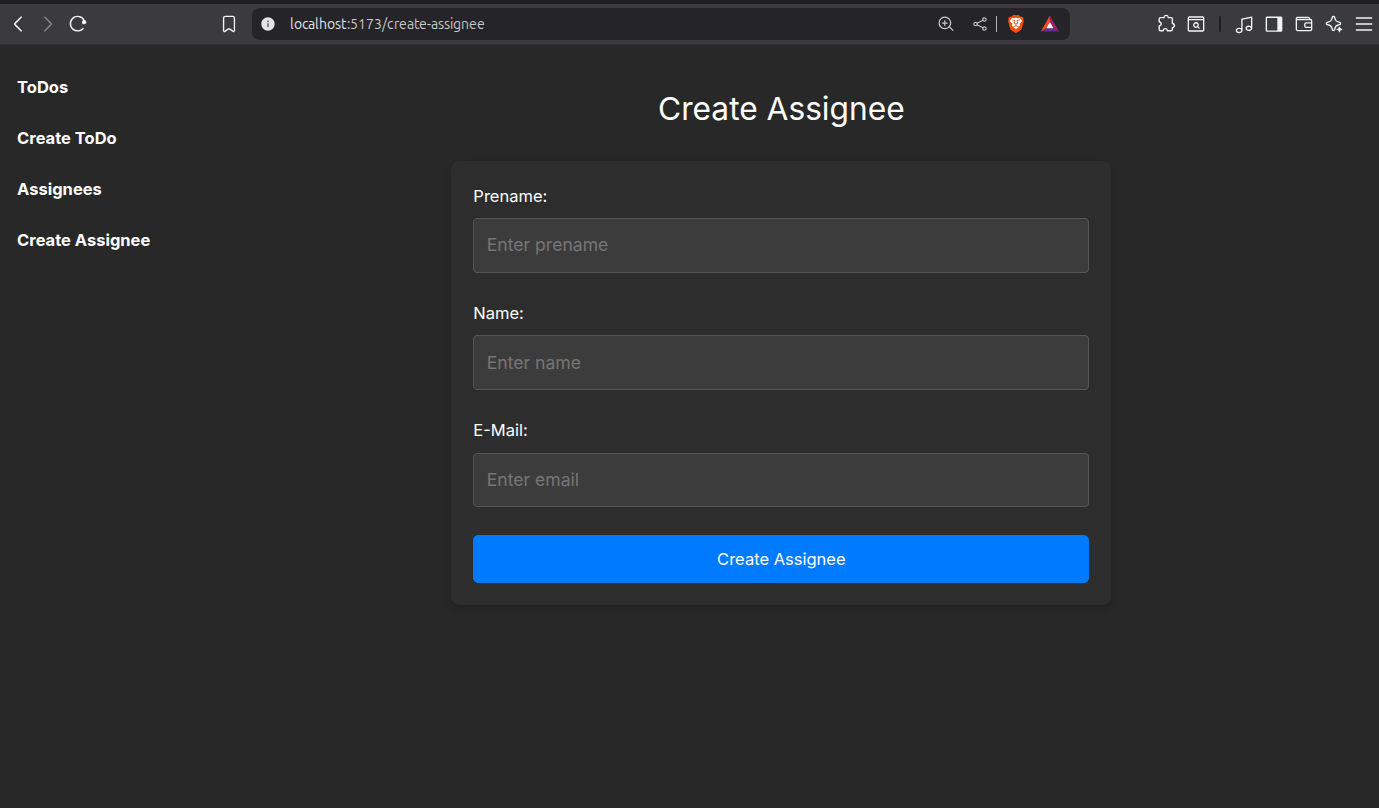 localhost:5173/create-assignee
ToDos
Create ToDo
Assignees
Create Assignee
Create Assignee
Prename:
Enter prename
Name:
Enter name
E-Mail:
Enter email
Create Assignee